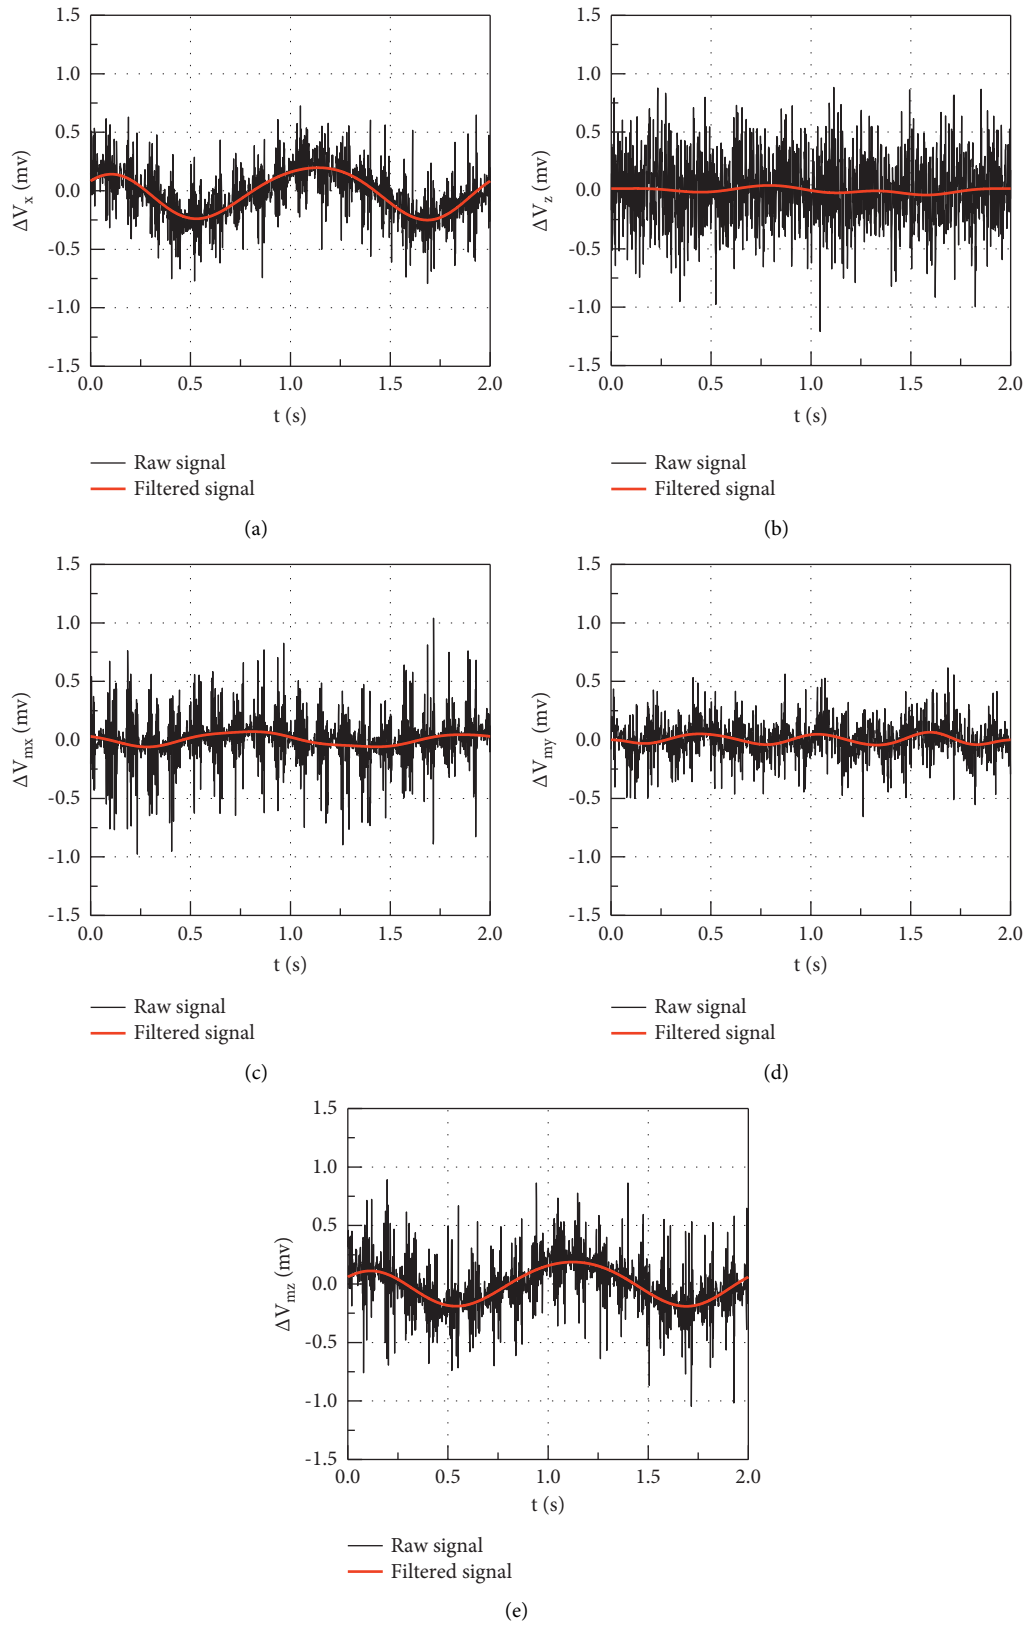 1.5
1.0
0.5
0.0
-0.5
-1.0
-1.5
ΔVx (mv)
0.0 0.5 1.0 1.5 2.0
t (s)
Raw signal
Filtered signal
(a)
1.5
1.0
0.5
0.0
-0.5
-1.0
-1.5
ΔVz (mv)
0.0 0.5 1.0 1.5 2.0
t (s)
Raw signal
Filtered signal
(b)
1.5
1.0
0.5
0.0
-0.5
-1.0
-1.5
ΔVmx (mv)
0.0 0.5 1.0 1.5 2.0
t (s)
Raw signal
Filtered signal
(c)
1.5
1.0
0.5
0.0
-0.5
-1.0
-1.5
ΔVmy (mv)
0.0 0.5 1.0 1.5 2.0
t (s)
Raw signal
Filtered signal
(d)
1.5
1.0
0.5
0.0
-0.5
-1.0
-1.5
ΔVmz (mv)
0.0 0.5 1.0 1.5 2.0
t (s)
Raw signal
Filtered signal
(e)